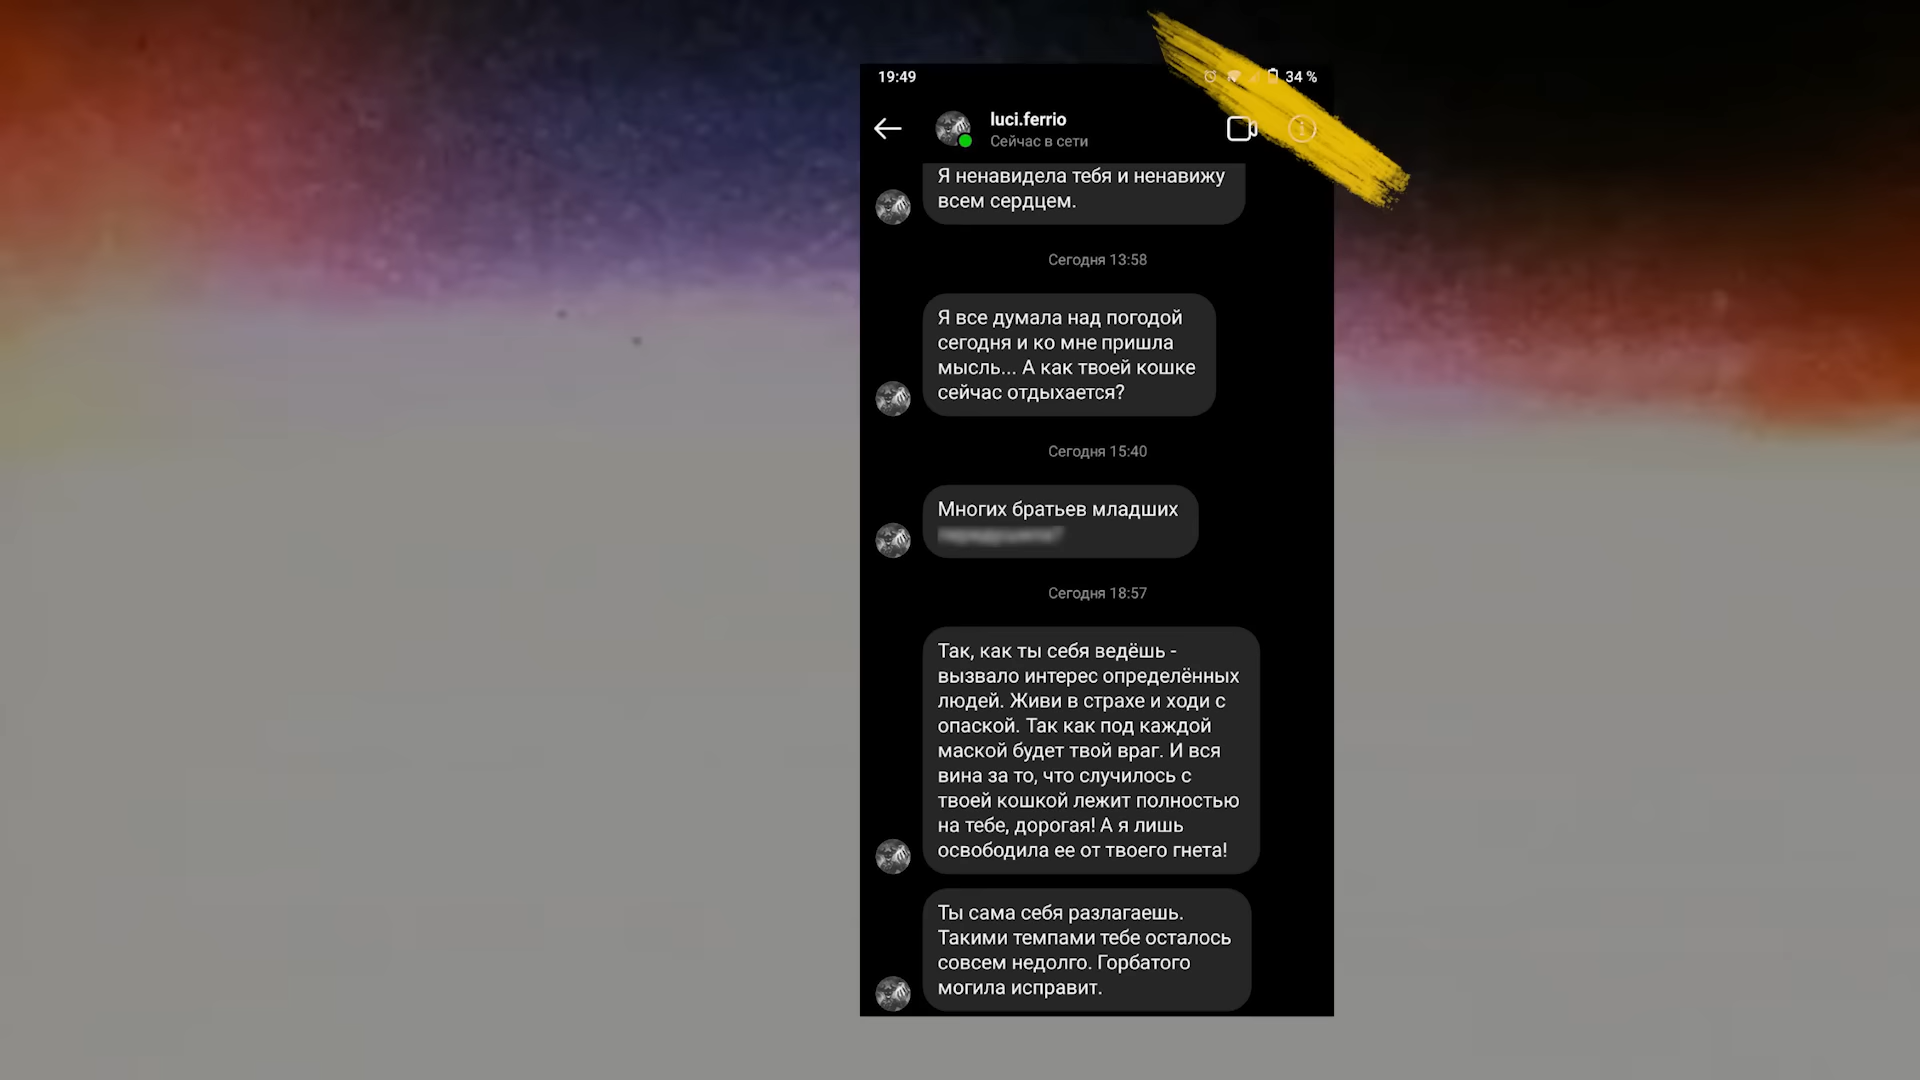 19:49
34 %
luci.ferrio
Сейчас в сети
Я ненавидела тебя и ненавижу
всем сердцем.
Сегодня 13:58
Я все думала над погодой
сегодня и ко мне пришла
мысль... А как твоей кошке
сейчас отдыхается?
Сегодня 15:40
Многих братьев младших
Сегодня 18:57
Так, как ты себя ведёшь -
вызвало интерес определённых
людей. Живи в страхе и ходи с
опаской. Так как под каждой
маской будет твой враг. И вся
вина за то, что случилось с
твоей кошкой лежит полностью
на тебе, дорогая! А я лишь
освободила ее от твоего гнета!
Ты сама себя разлагаешь.
Такими темпами тебе осталось
совсем недолго. Горбатого
могила исправит.